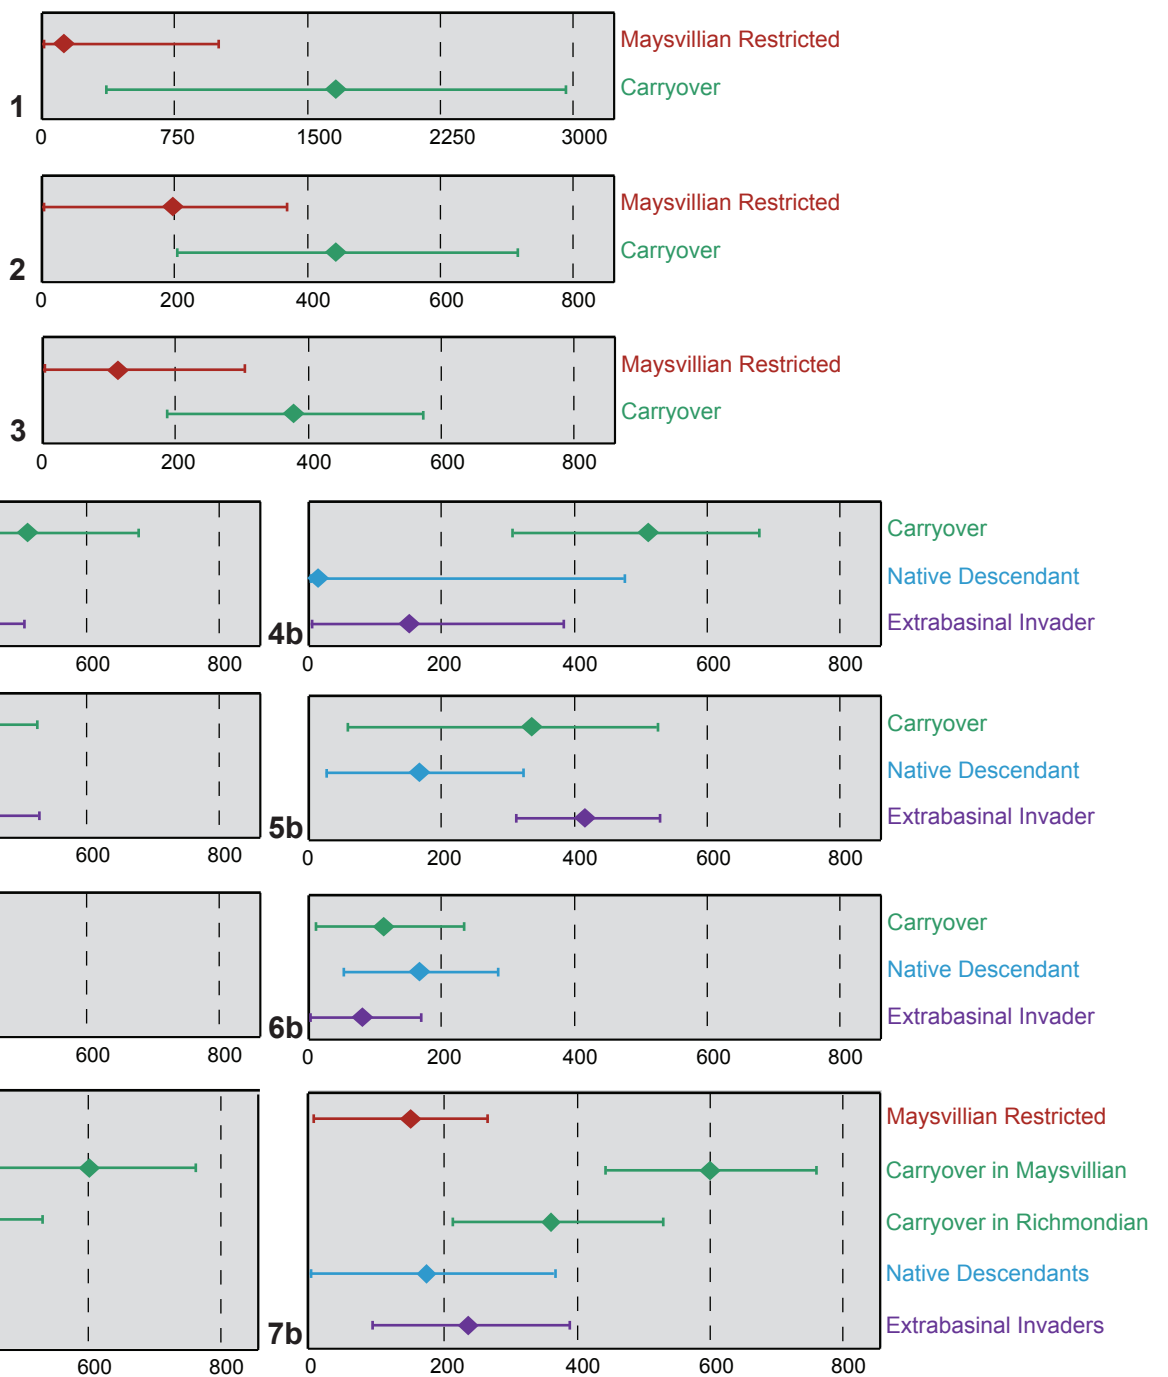 Maysvillian Restricted
Carryover
1
0 750 1500 2250 3000
Maysvillian Restricted
Carryover
2
0 200 400 600 800
Maysvillian Restricted
Carryover
3
0 200 400 600 800
Carryover
Native Descendant
Extrabasinal Invader
4b
600 800 0 200 400 600 800
Carryover
Native Descendant
Extrabasinal Invader
5b
600 800 0 200 400 600 800
Carryover
Native Descendant
Extrabasinal Invader
6b
600 800 0 200 400 600 800
Maysvillian Restricted
Carryover in Maysvillian
Carryover in Richmondian
Native Descendants
Extrabasinal Invaders
7b
600 800 0 200 400 600 800